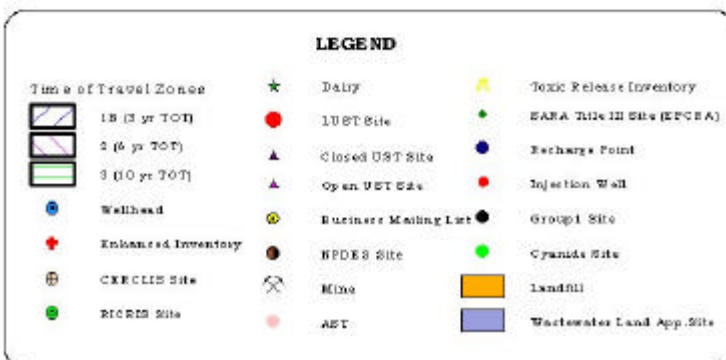 LEGEND
Time of Travel Zones
1B (3 yr TOT)
2 (6 yr TOT)
3 (10 yr TOT)
Wellhead
Enhanced Inventory
CERCLIS Site
RICRIS Site
Dairy
LUST Site
Closed UST Site
Open UST Site
Business Mailing List
NPDES Site
Mine
AST
Toxic Release Inventory
SARA Title III Site (EPCRA)
Recharge Point
Injection Well
Group1 Site
Cyanide Site
Landfill
Wastewater Land App. Site